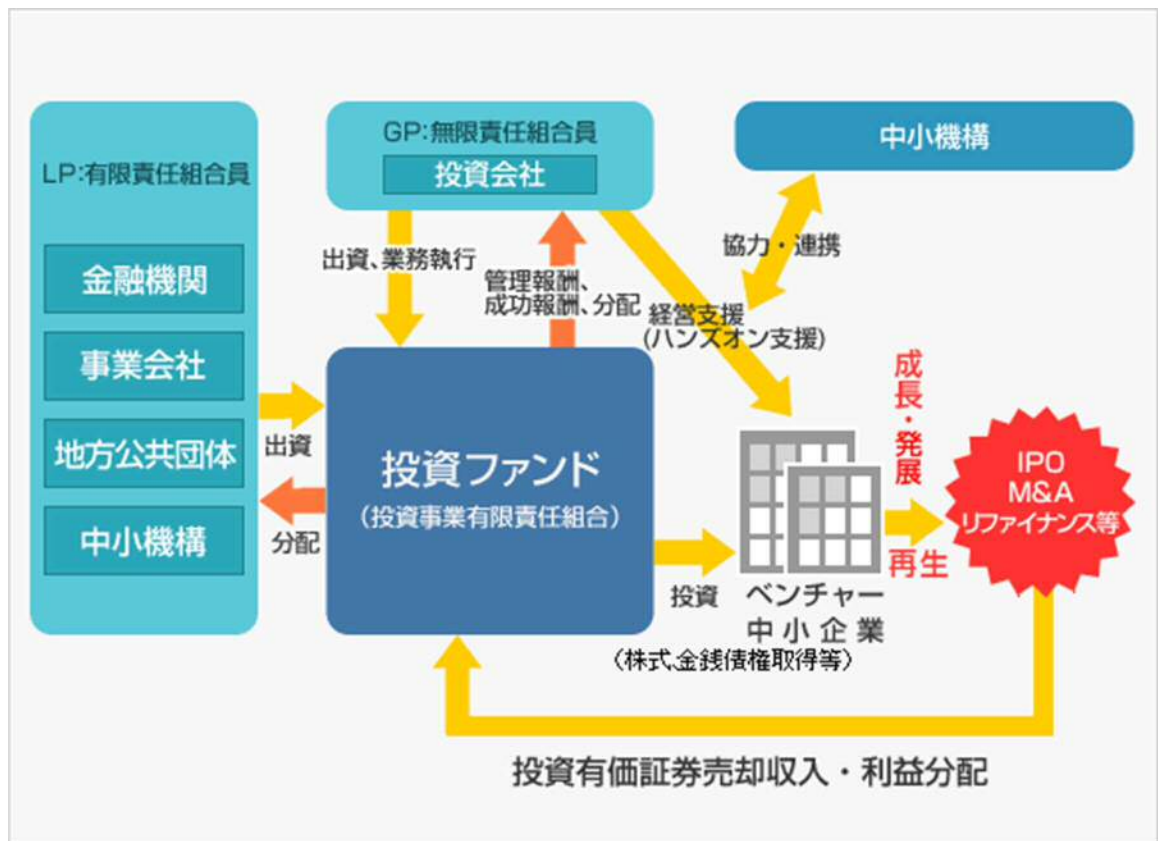 LP:有限責任組合員
金融機関
事業会社
地方公共団体
中小機構
GP:無限責任組合員
投資会社
中小機構
出資、業務執行
管理報酬、
成功報酬、分配
協力・連携
経営支援
(ハンズオン支援)
出資
分配
投資ファンド
(投資事業有限責任組合)
投資
ベンチャー
中小企業
(株式、金銭債権取得等)
成長・発展
再生
IPO
M&A
リファイナンス等
投資有価証券売却収入・利益分配